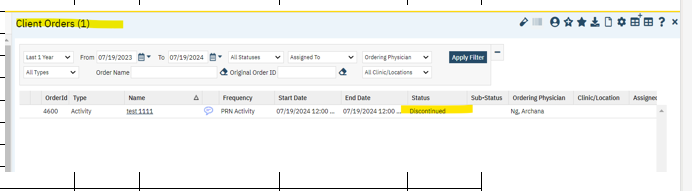 Client Orders (1)
Last 1 Year From 07/19/2023 To 07/19/2024 All Statuses Assigned To Ordering Physician Apply Filter
All Types Order Name Original Order ID All Clinic/Locations
OrderId Type Name Frequency Start Date End Date Status Sub-Status Ordering Physician Clinic/Location Assignee
4600 Activity test 1111 PRN Activity 07/19/2024 12:00 ... 07/19/2024 12:00 ... Discontinued Ng, Archana